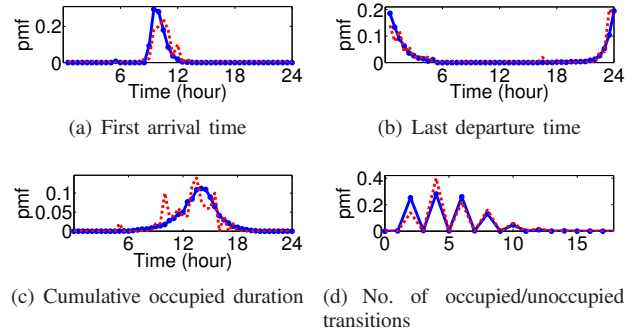 pmf
0.2
0
6 12 18 24
Time (hour)
(a) First arrival time
pmf
0.1
0
6 12 18 24
Time (hour)
(b) Last departure time
pmf
0.1
0.05
0
6 12 18 24
Time (hour)
(c) Cumulative occupied duration
pmf
0.4
0.2
0
0 5 10 15
(d) No. of occupied/unoccupied
transitions